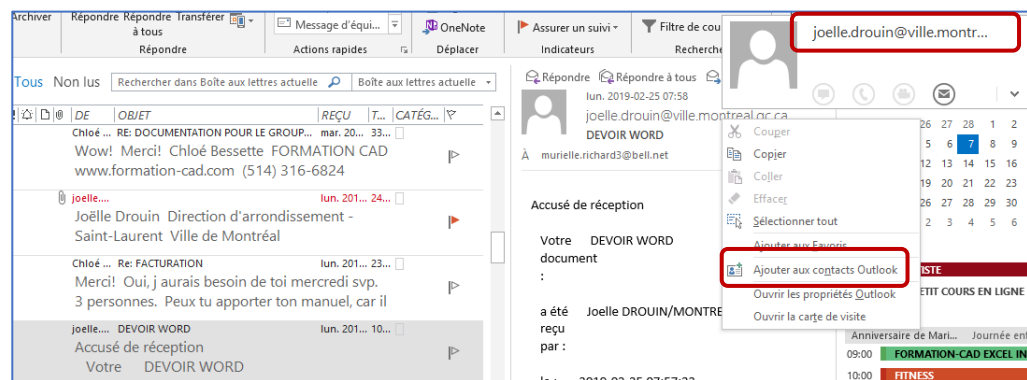 Archiver
Répondre Répondre Transférer
à tous
Répondre
Message d'équi...
Actions rapides
OneNote
Déplacer
Assurer un suivi
Indicateurs
Filtre de cou
Recherche
joelle.drouin@ville.montr...
Tous Non lus Rechercher dans Boîte aux lettres actuelle Boîte aux lettres actuelle
! DE OBJET REÇU T... CATÉG...
Chloé ... RE: DOCUMENTATION POUR LE GROUP... mar. 20... 33...
Wow! Merci! Chloé Bessette FORMATION CAD
www.formation-cad.com (514) 316-6824
joelle.... lun. 201... 24...
Joëlle Drouin Direction d'arrondissement -
Saint-Laurent Ville de Montréal
Chloé ... Re: FACTURATION lun. 201... 23...
Merci! Oui, j aurais besoin de toi mercredi svp.
3 personnes. Peux tu apporter ton manuel, car il
joelle.... DEVOIR WORD lun. 201... 10...
Accusé de réception
Votre DEVOIR WORD
Répondre Répondre à tous
lun. 2019-02-25 07:58
joelle.drouin@ville.montreal.qc.ca
DEVOIR WORD
À murielle.richard3@bell.net
Accusé de réception
Votre DEVOIR WORD
document
:
a été Joelle DROUIN/MONTRE
reçu
par :
2019-02-25 07:57:22
Couper
Copier
Coller
Effacer
Sélectionner tout
Ajouter aux Favoris
Ajouter aux contacts Outlook
Ouvrir les propriétés Outlook
Ouvrir la carte de visite
26 27 28 1 2
5 6 7 8 9
12 13 14 15 16
19 20 21 22 23
26 27 28 29 30
2 3 4 5 6
ISTE
ETIT COURS EN LIGNE
Anniversaire de Mari... Journée ent
09:00 FORMATION-CAD EXCEL IN
10:00 FITNESS